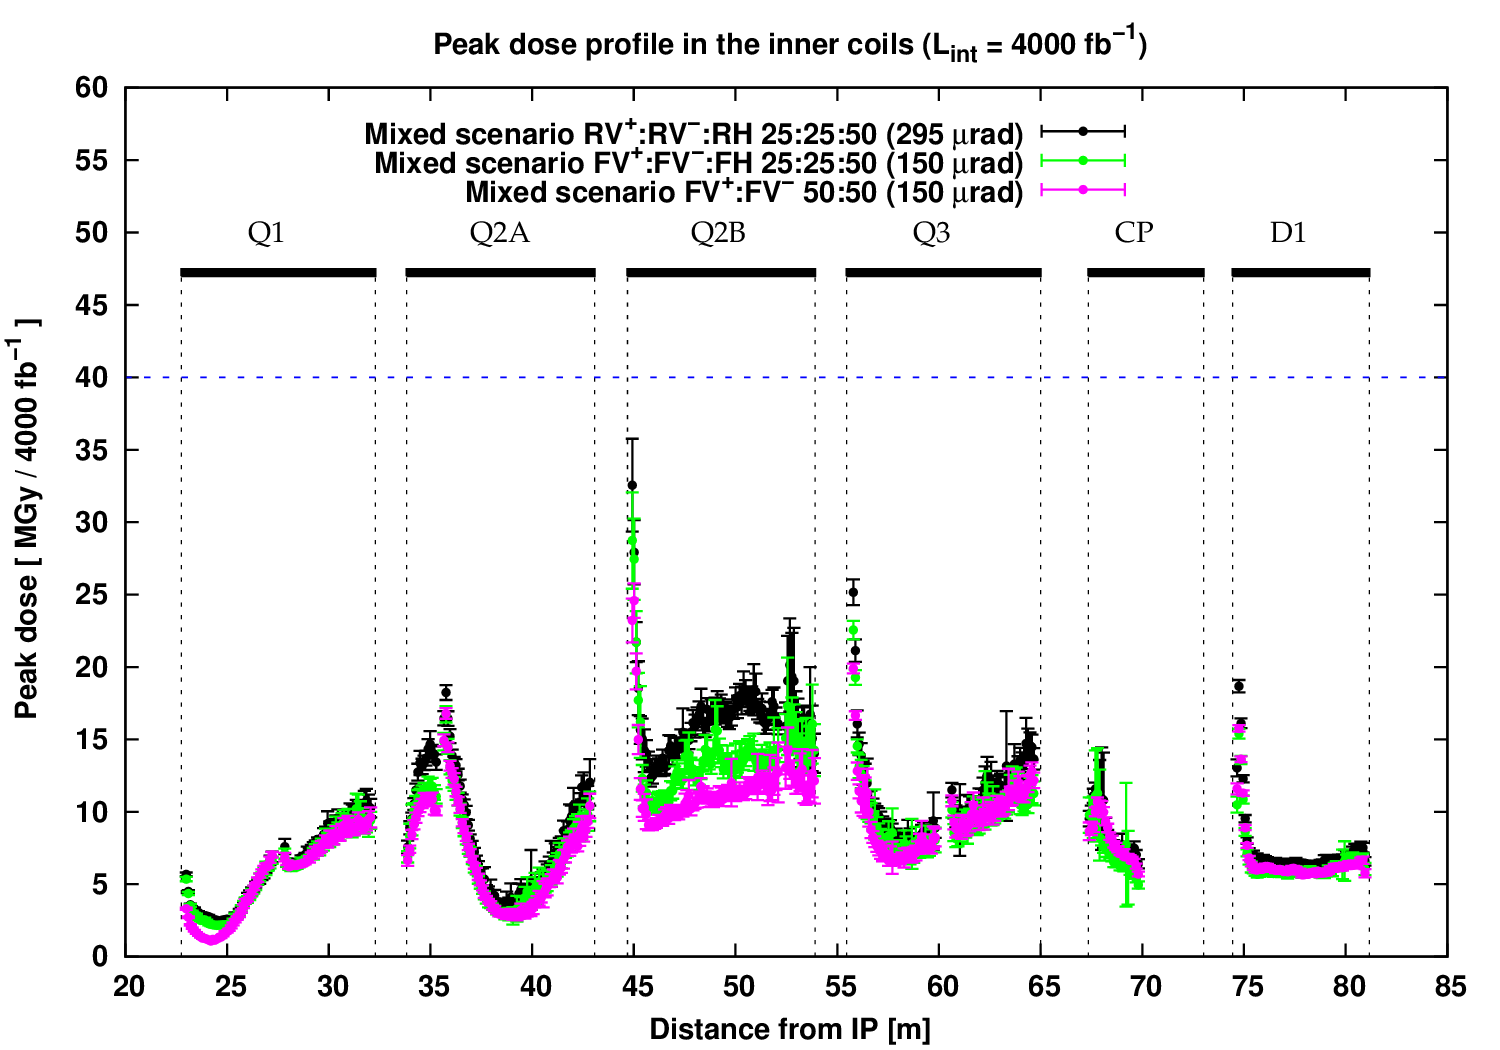 Peak dose profile in the inner coils (L_int = 4000 fb⁻¹)
60
55
50
45
40
35
30
25
20
15
10
5
0
Peak dose [ MGy / 4000 fb⁻¹ ]
Mixed scenario RV⁺:RV⁻:RH 25:25:50 (295 μrad)
Mixed scenario FV⁺:FV⁻:FH 25:25:50 (150 μrad)
Mixed scenario FV⁺:FV⁻ 50:50 (150 μrad)
Q1 Q2A Q2B Q3 CP D1
20 25 30 35 40 45 50 55 60 65 70 75 80 85
Distance from IP [m]